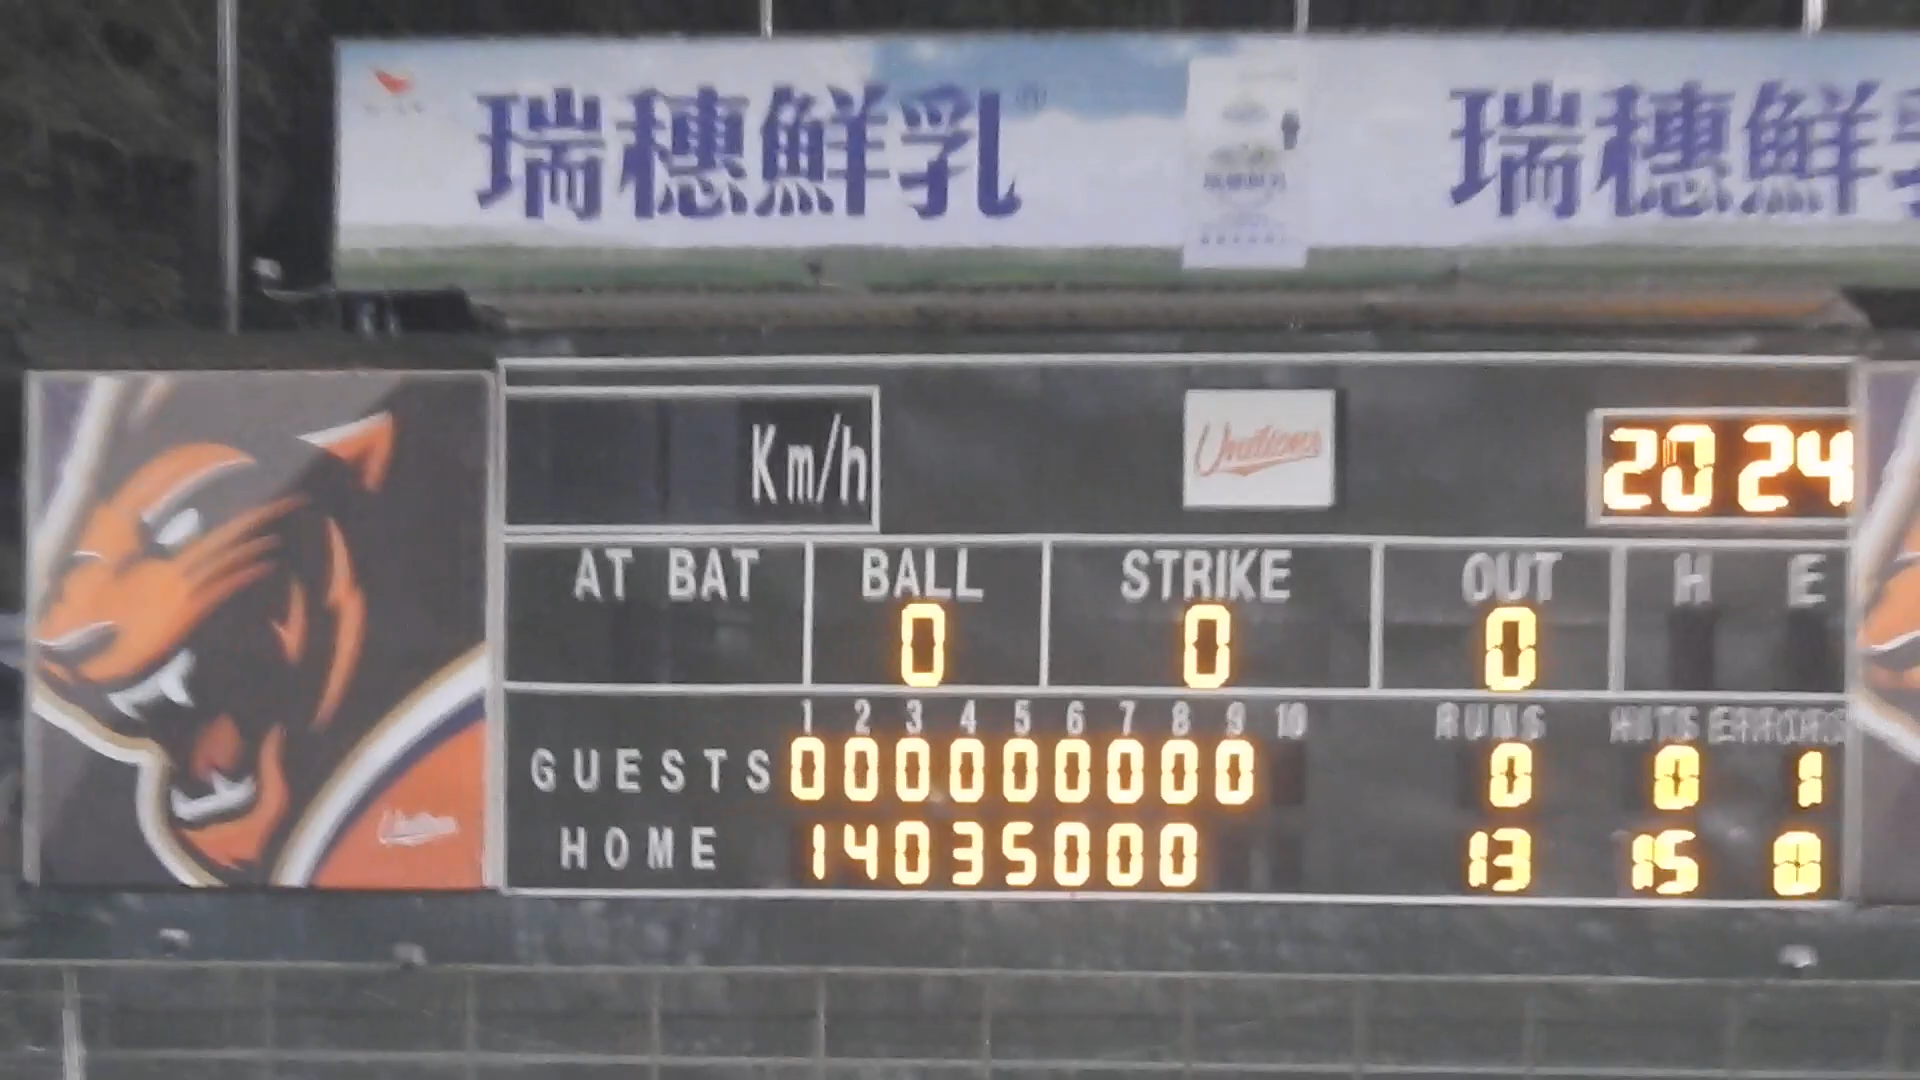 瑞穗鮮乳 瑞穗鮮
Km/h Unilions 20 24
AT BAT BALL STRIKE OUT H E
0 0 0
1 2 3 4 5 6 7 8 9 10 RUNS HITS ERRORS
GUESTS 0 0 0 0 0 0 0 0 0 0 0 1
HOME 1 4 0 3 5 0 0 0 13 15 0